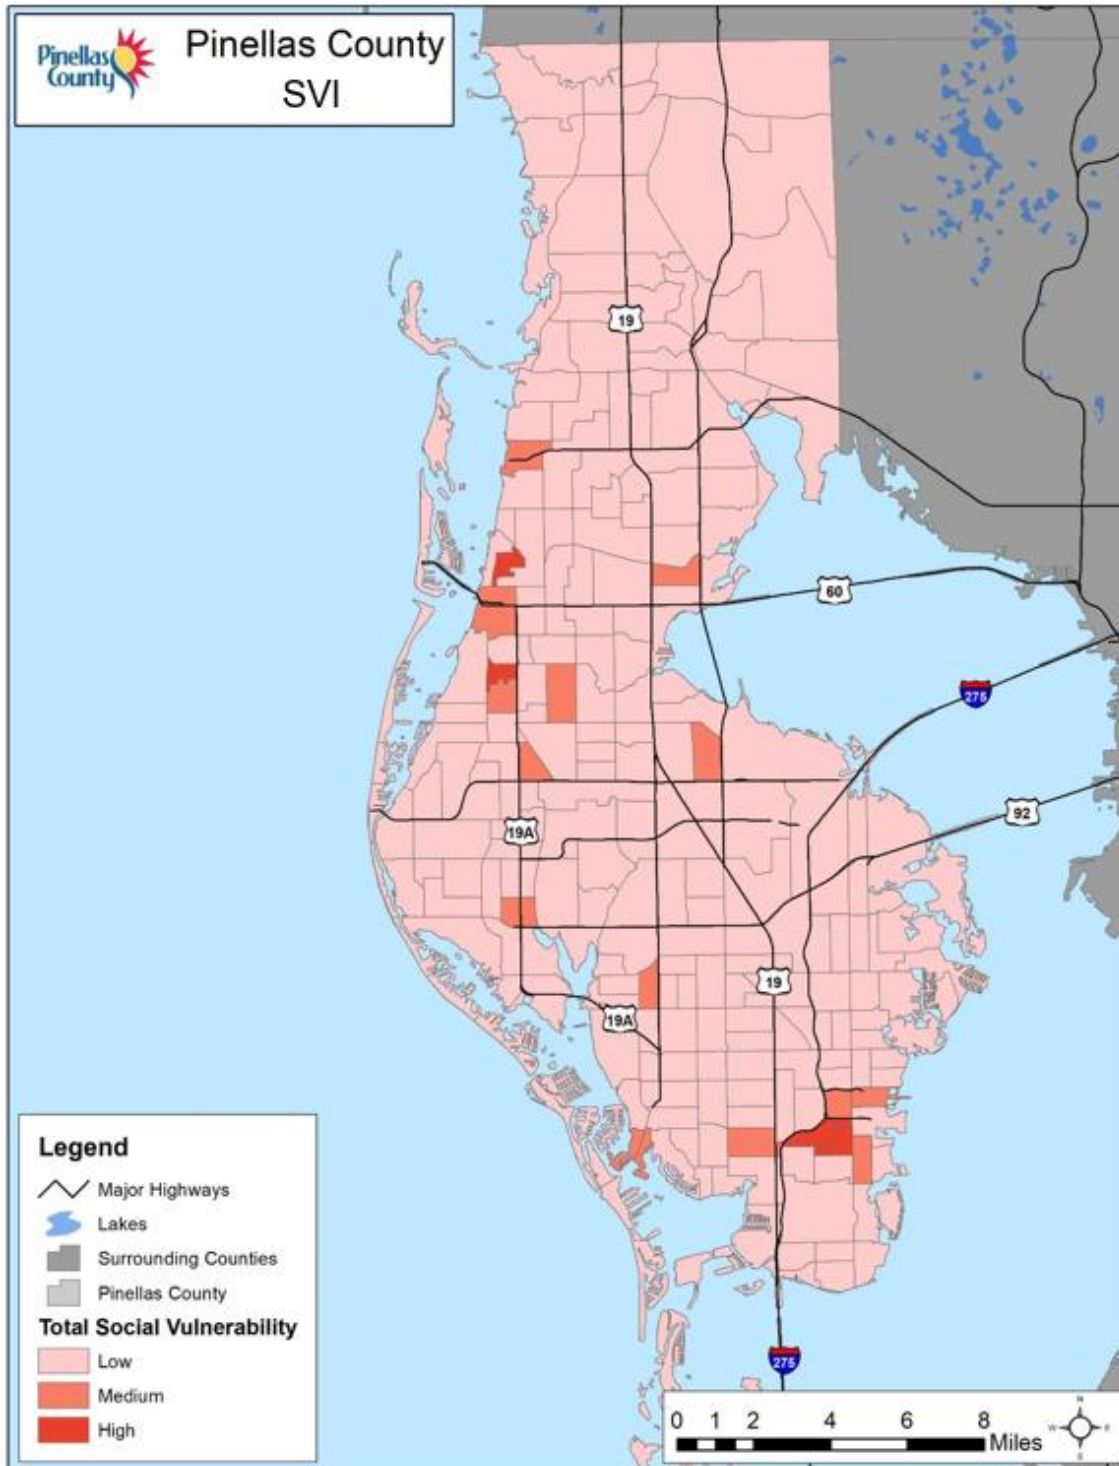 Pinellas
County
Pinellas County
SVI
19
60
275
92
19A
19
19A
275
Legend
Major Highways
Lakes
Surrounding Counties
Pinellas County
Total Social Vulnerability
Low
Medium
High
N
W
E
S
0 1 2 4 6 8
Miles